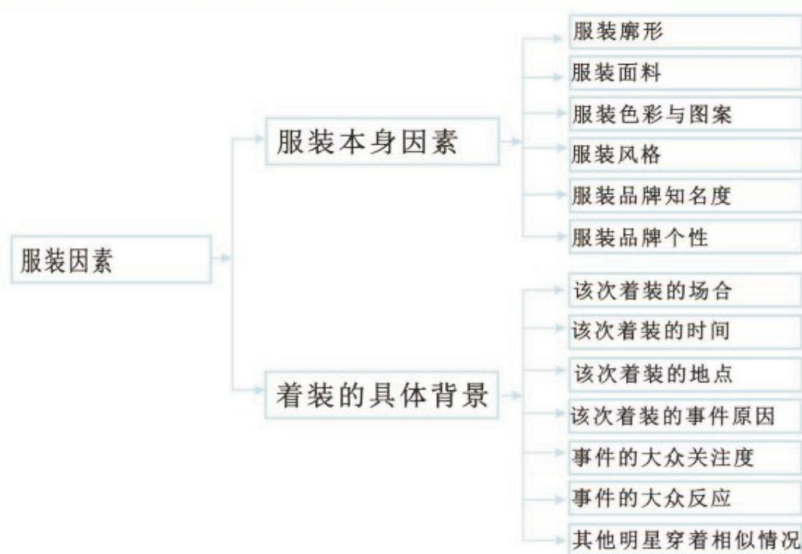 服装因素
服装本身因素
服装廓形
服装面料
服装色彩与图案
服装风格
服装品牌知名度
服装品牌个性
着装的具体背景
该次着装的场合
该次着装的时间
该次着装的地点
该次着装的事件原因
事件的大众关注度
事件的大众反应
其他明星穿着相似情况